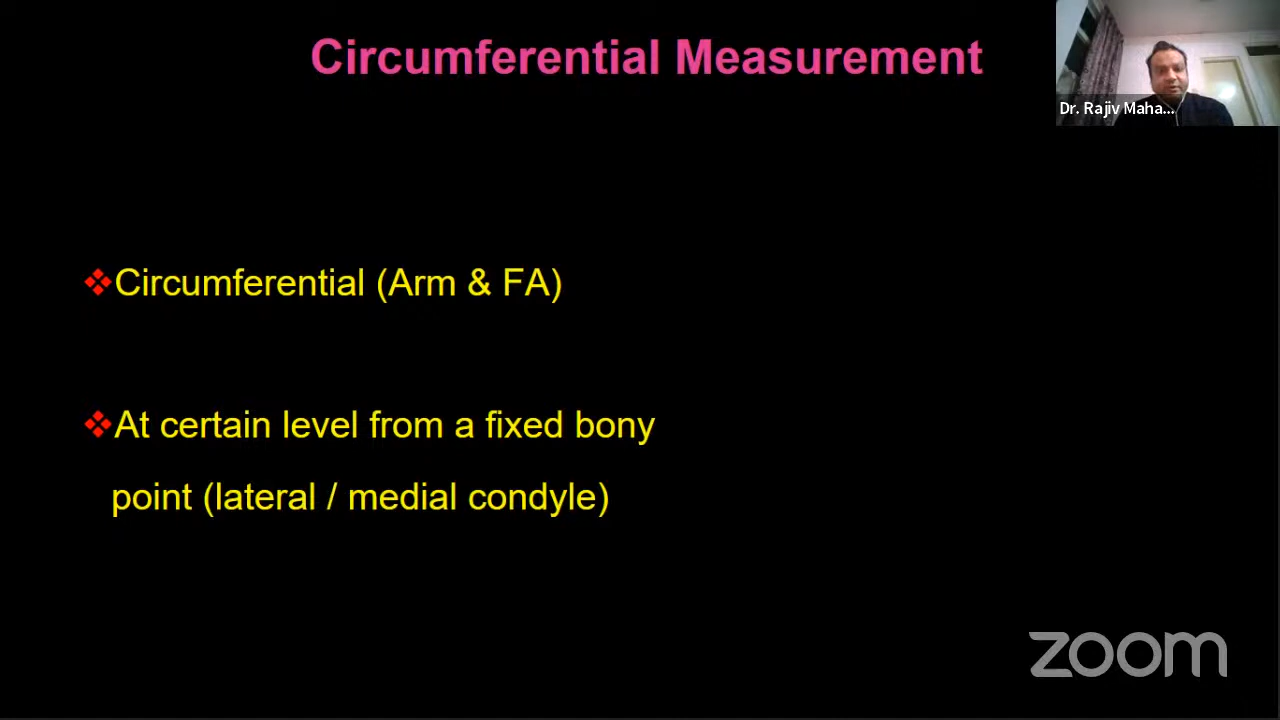 Circumferential Measurement
Dr. Rajiv Maha...
❖Circumferential (Arm & FA)
❖At certain level from a fixed bony
point (lateral / medial condyle)
zoom